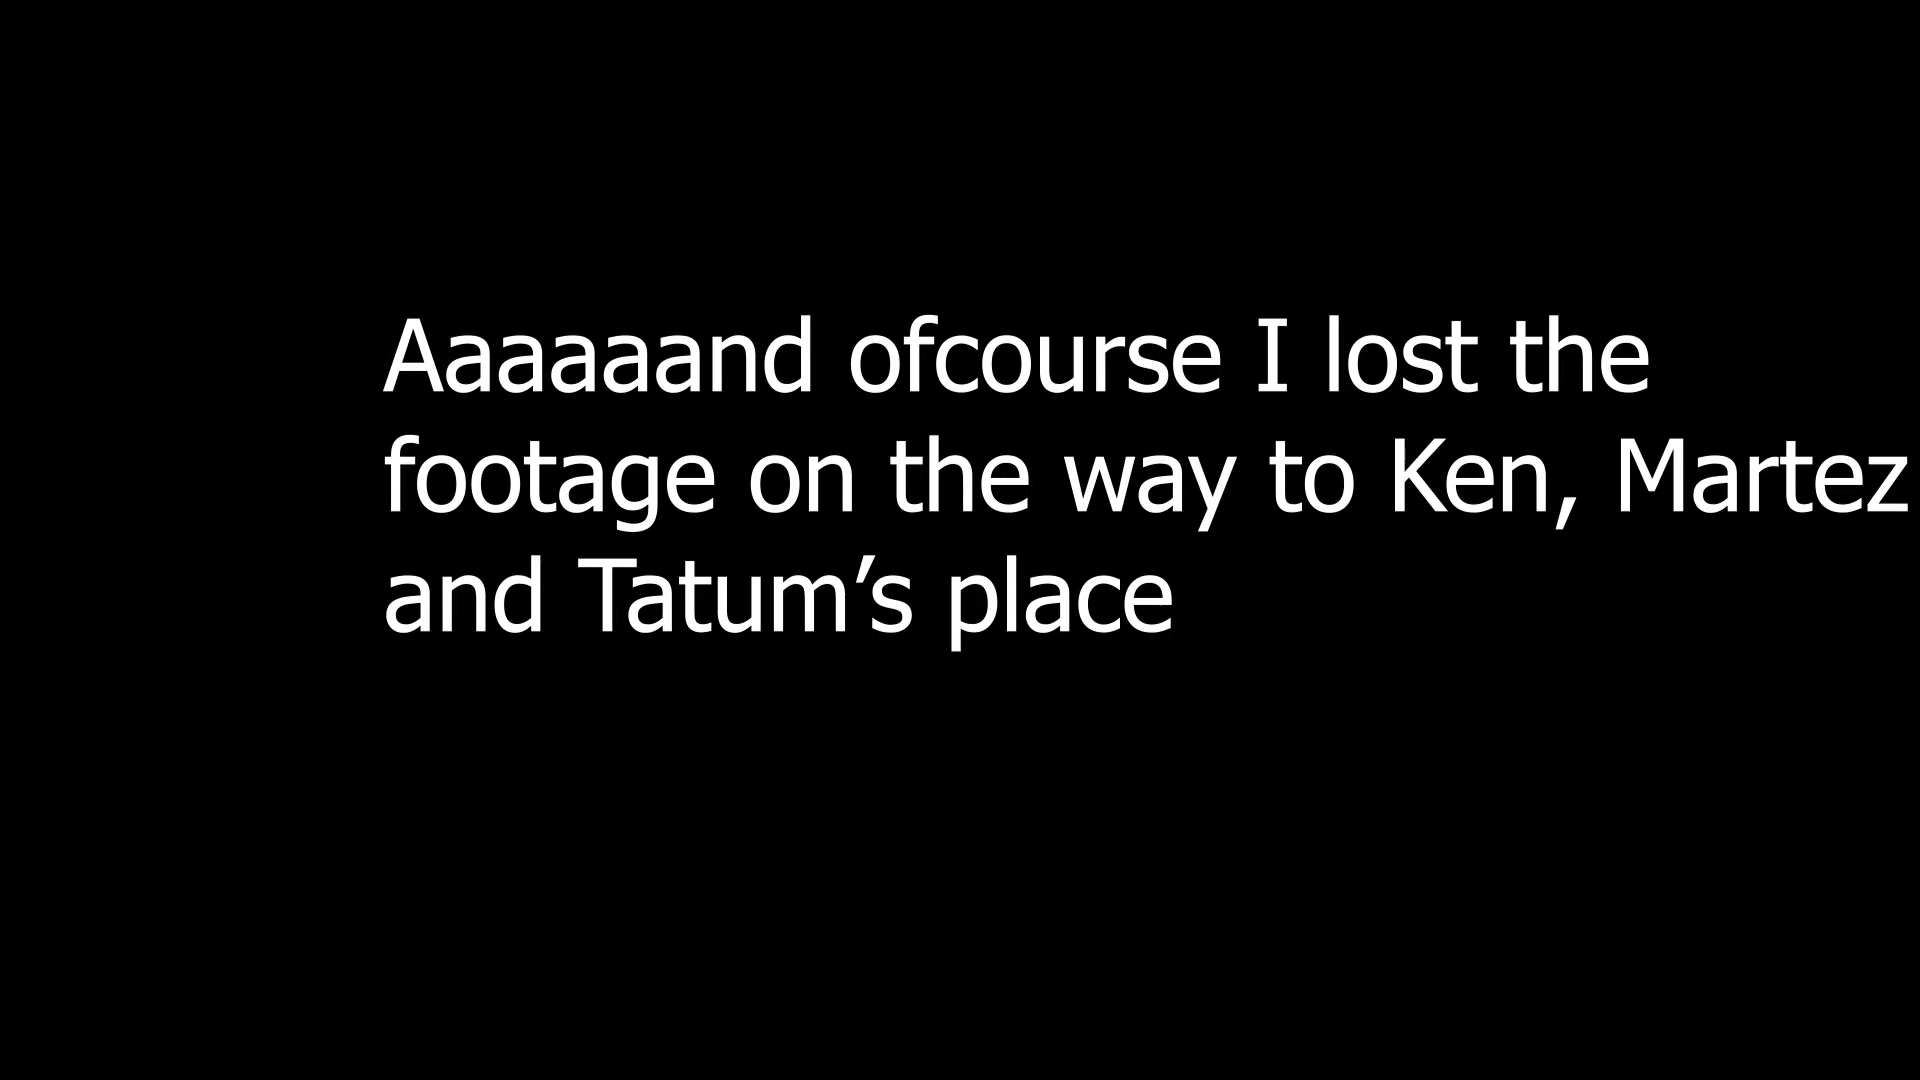 Aaaaaand ofcourse I lost the
footage on the way to Ken, Martez
and Tatum’s place